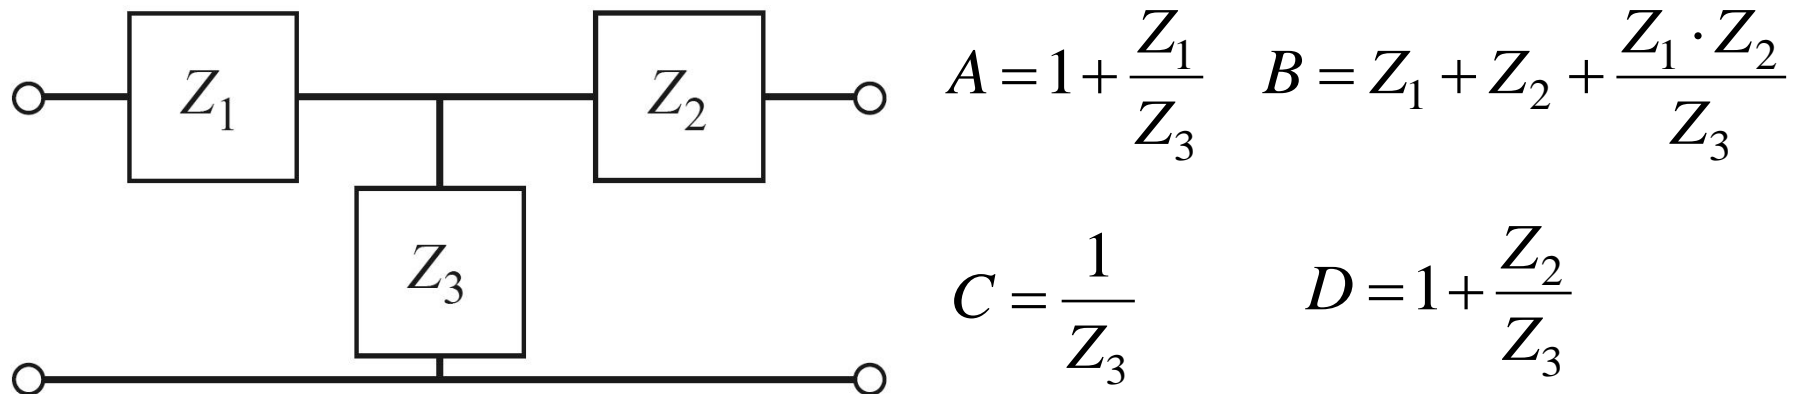 Z₁
Z₂
Z₃
A = 1 + Z₁/Z₃
B = Z₁ + Z₂ + Z₁·Z₂/Z₃
C = 1/Z₃
D = 1 + Z₂/Z₃